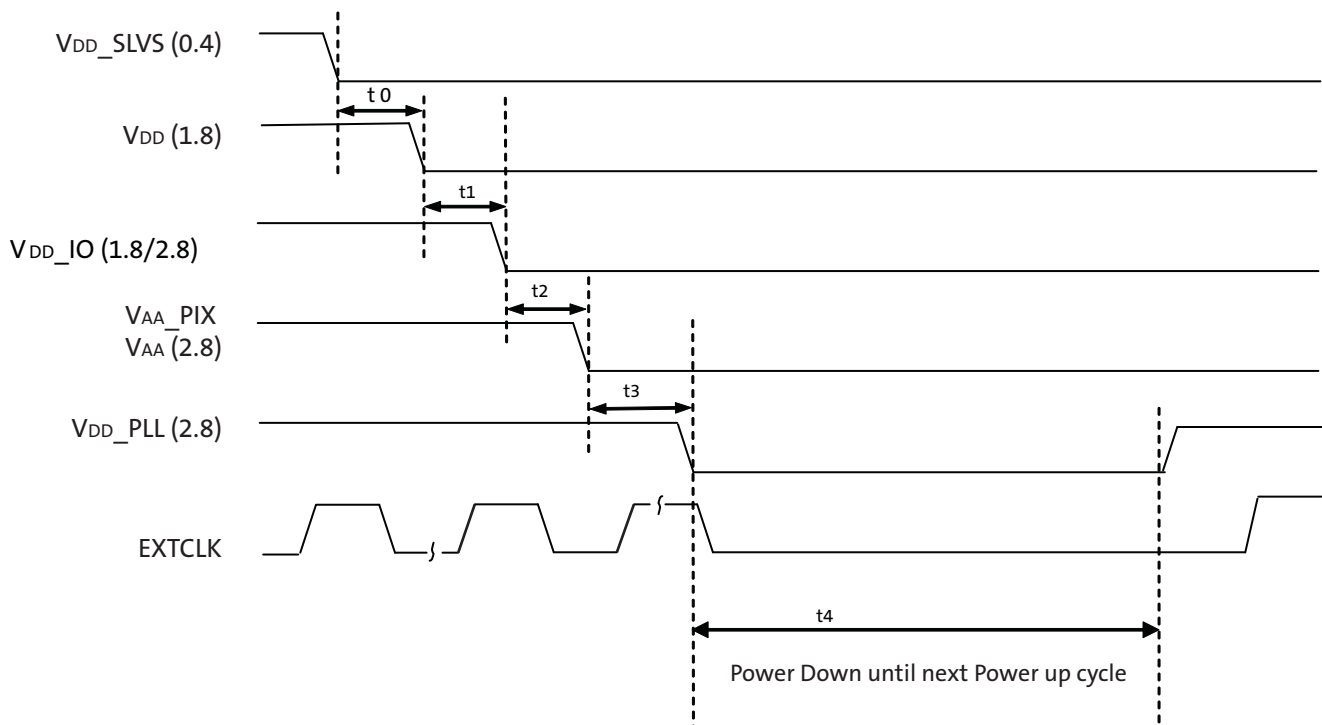 VDD_SLVS (0.4)
t 0
VDD (1.8)
t1
VDD_IO (1.8/2.8)
t2
VAA_PIX
VAA (2.8)
t3
VDD_PLL (2.8)
EXTCLK
t4
Power Down until next Power up cycle